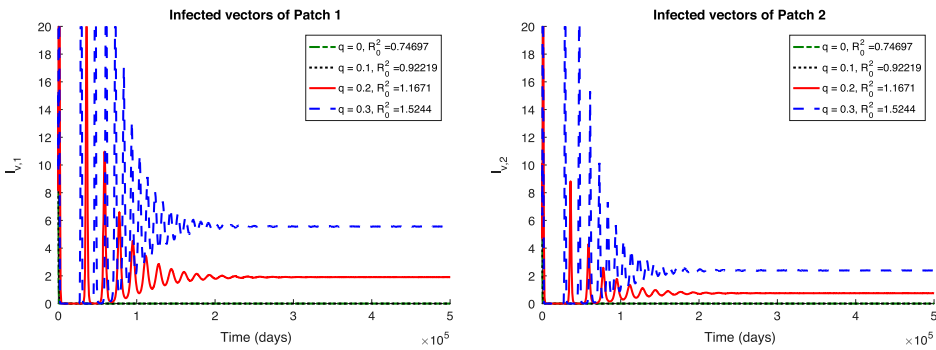 Infected vectors of Patch 1
20
18
16
14
12
10
8
6
4
2
0
I_{v,1}
q = 0, R_0^2 =0.74697
q = 0.1, R_0^2 =0.92219
q = 0.2, R_0^2 =1.1671
q = 0.3, R_0^2 =1.5244
0 1 2 3 4 5
Time (days)
×10^5
Infected vectors of Patch 2
20
18
16
14
12
10
8
6
4
2
0
I_{v,2}
q = 0, R_0^2 =0.74697
q = 0.1, R_0^2 =0.92219
q = 0.2, R_0^2 =1.1671
q = 0.3, R_0^2 =1.5244
0 1 2 3 4 5
Time (days)
×10^5